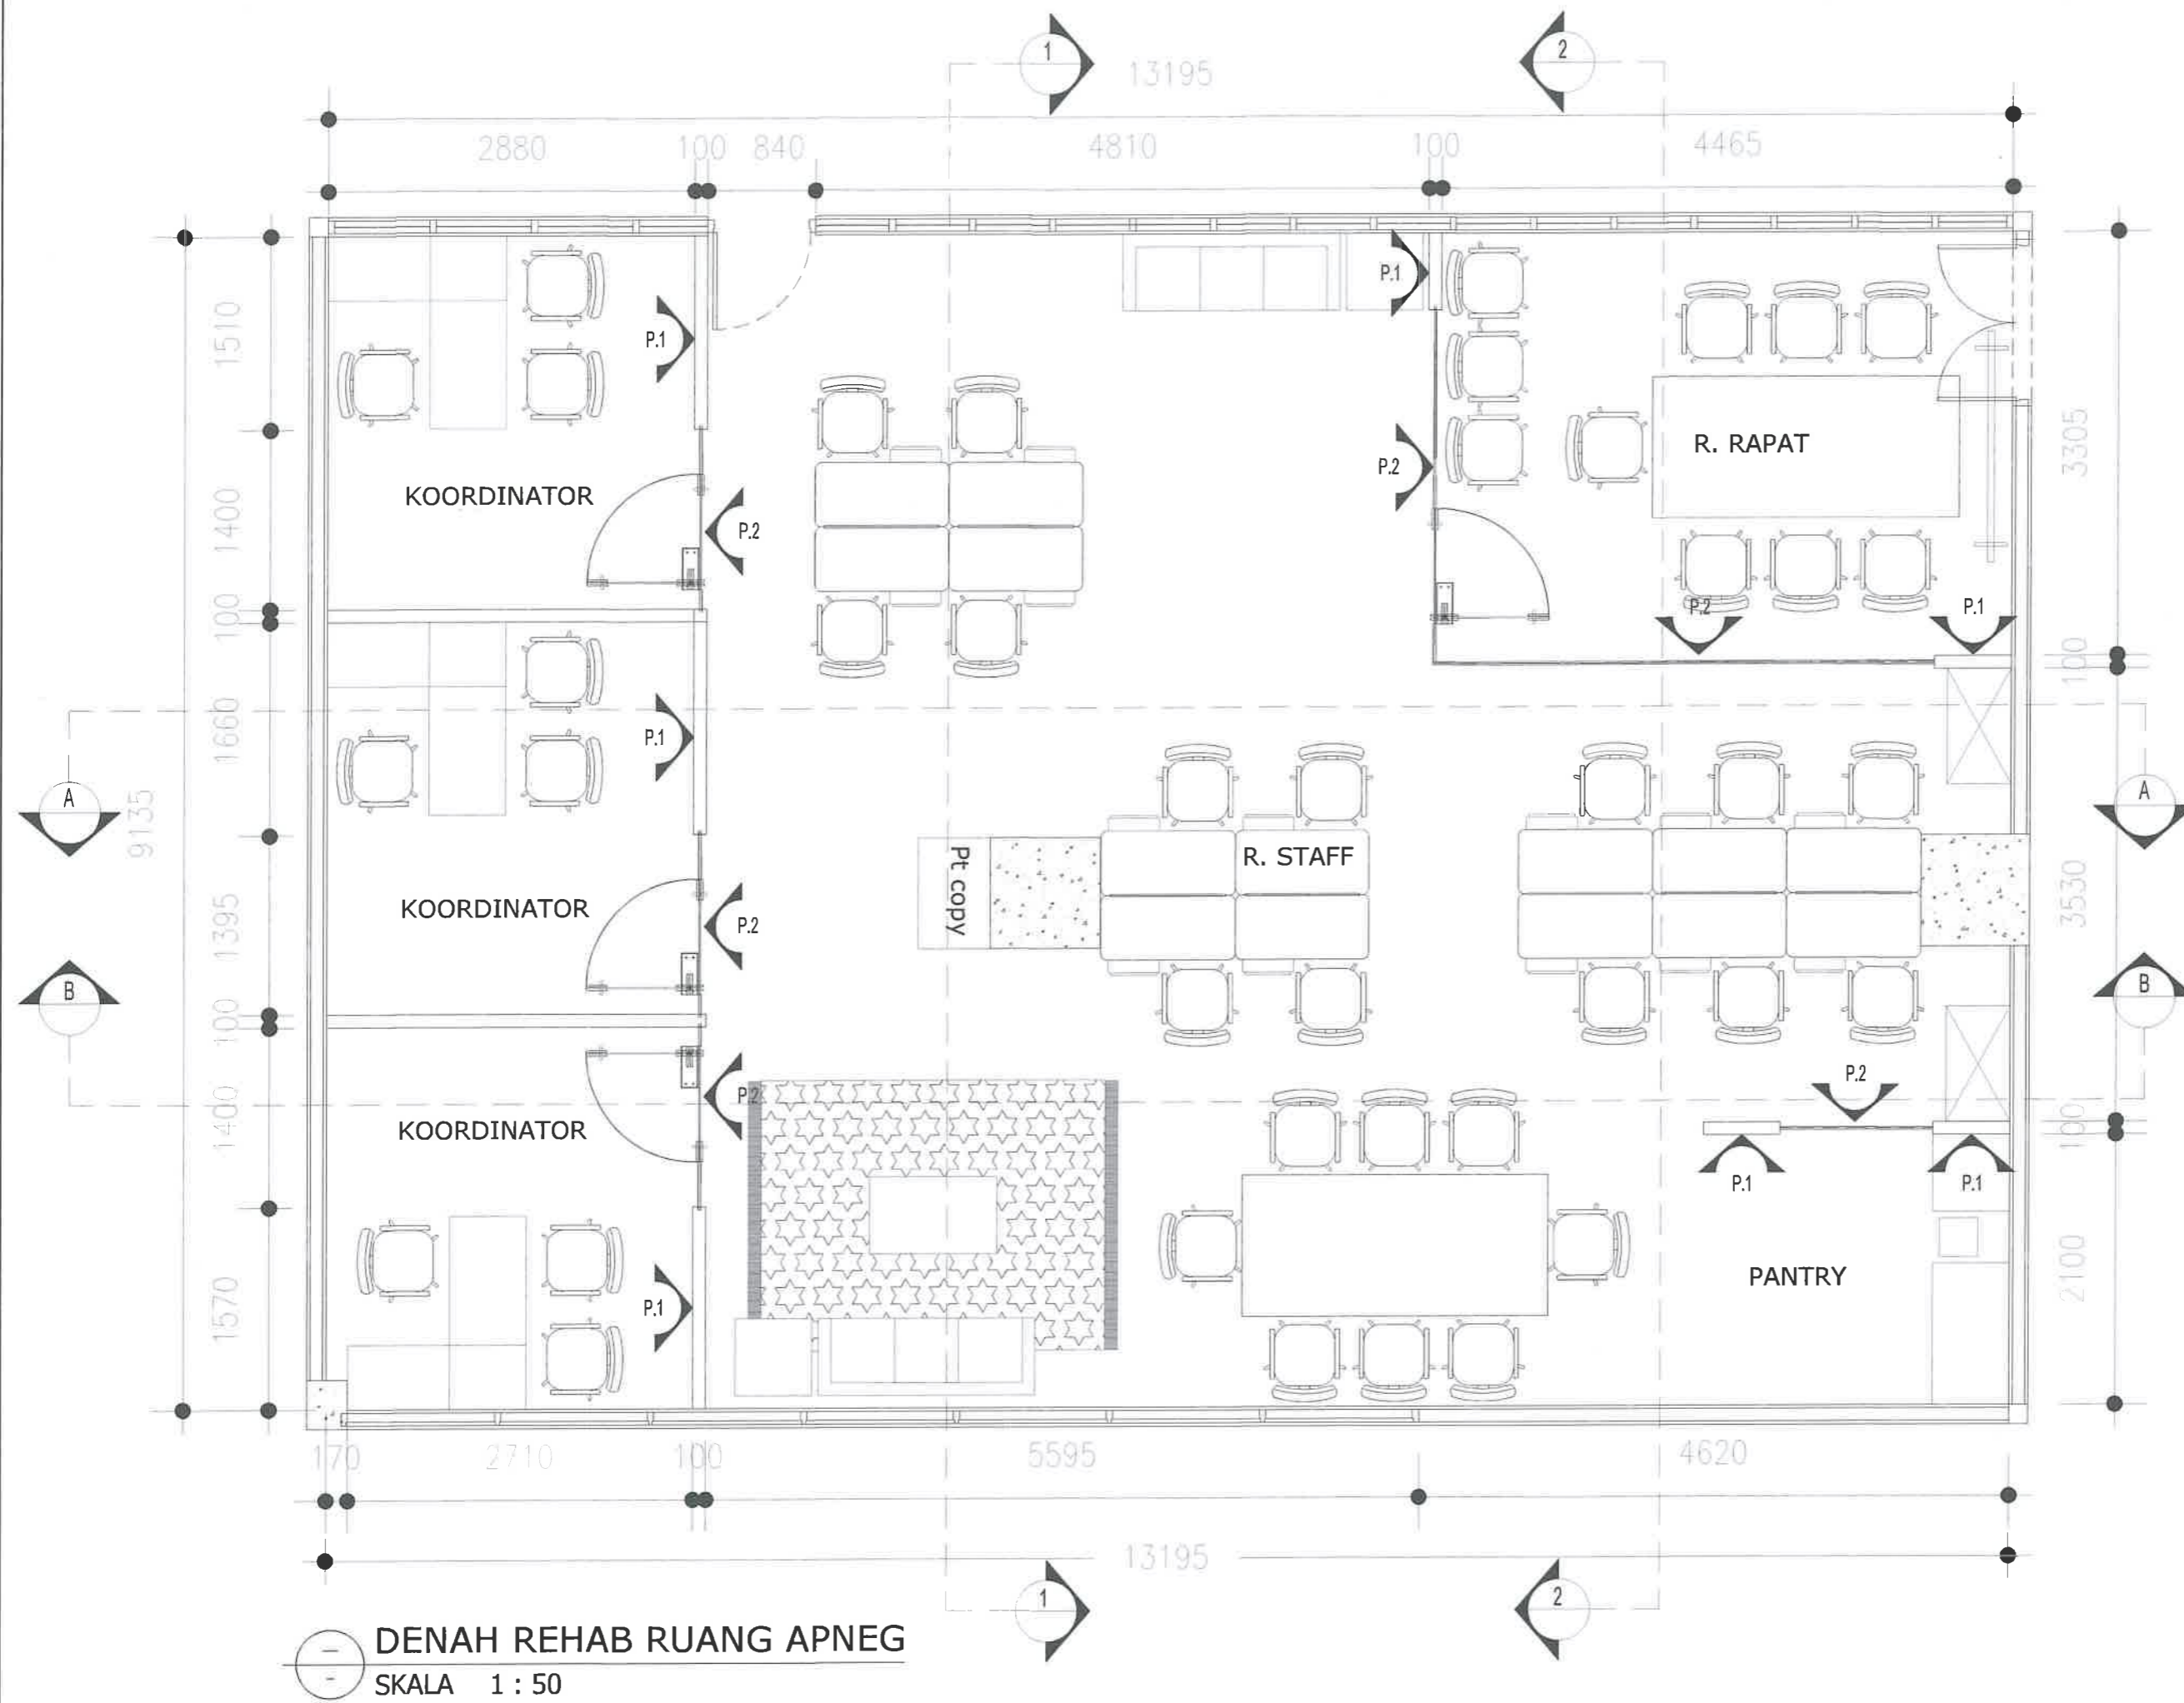 1
2
13195
2880
100
840
4810
100
4465
P.1
P.1
1510
KOORDINATOR
P.2
P.2
R. RAPAT
3305
1400
P.2
P.1
100
100
1660
P.1
A
A
9135
Pt copy
R. STAFF
3530
KOORDINATOR
P.2
1395
B
B
100
P.2
P.2
100
1400
KOORDINATOR
P.1
P.1
PANTRY
2100
P.1
1570
170
2710
100
5595
4620
13195
1
2
DENAH REHAB RUANG APNEG
SKALA 1 : 50